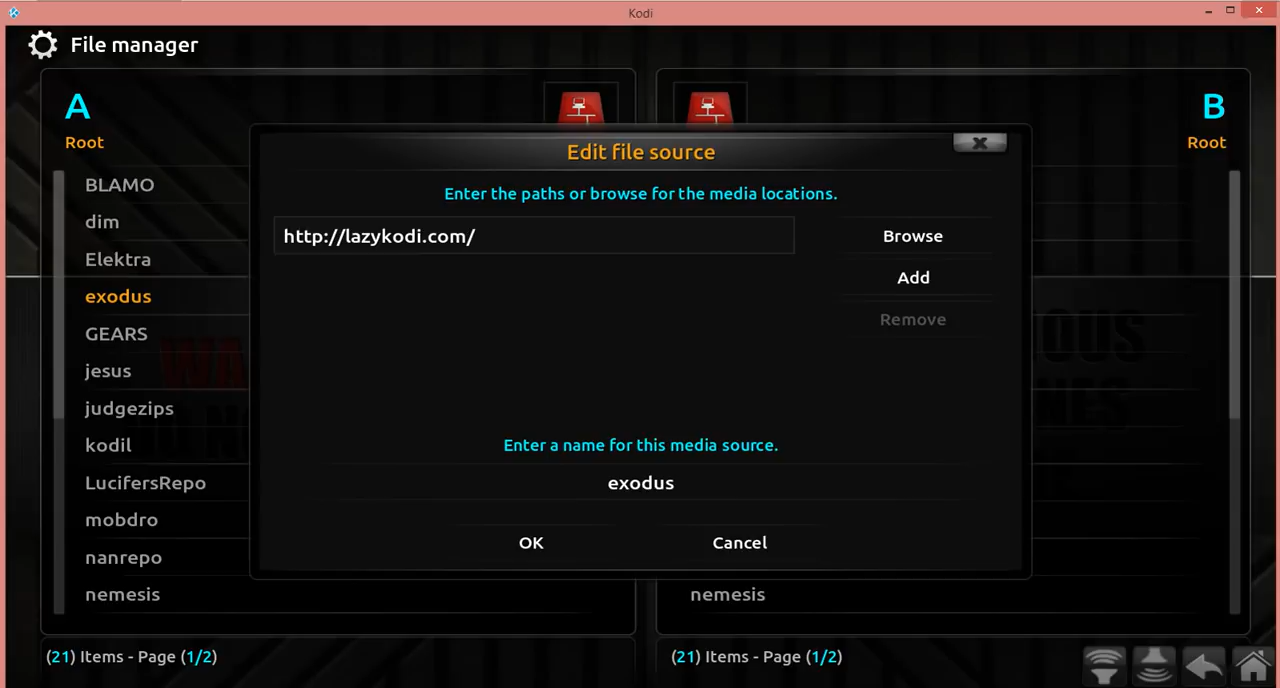 Kodi
File manager
A
B
Root
Root
Edit file source
Enter the paths or browse for the media locations.
http://lazykodi.com/
Browse
Add
Remove
Enter a name for this media source.
exodus
OK
Cancel
BLAMO
dim
Elektra
exodus
GEARS
jesus
judgezips
kodil
LucifersRepo
mobdro
nanrepo
nemesis
nemesis
(21) Items - Page (1/2)
(21) Items - Page (1/2)